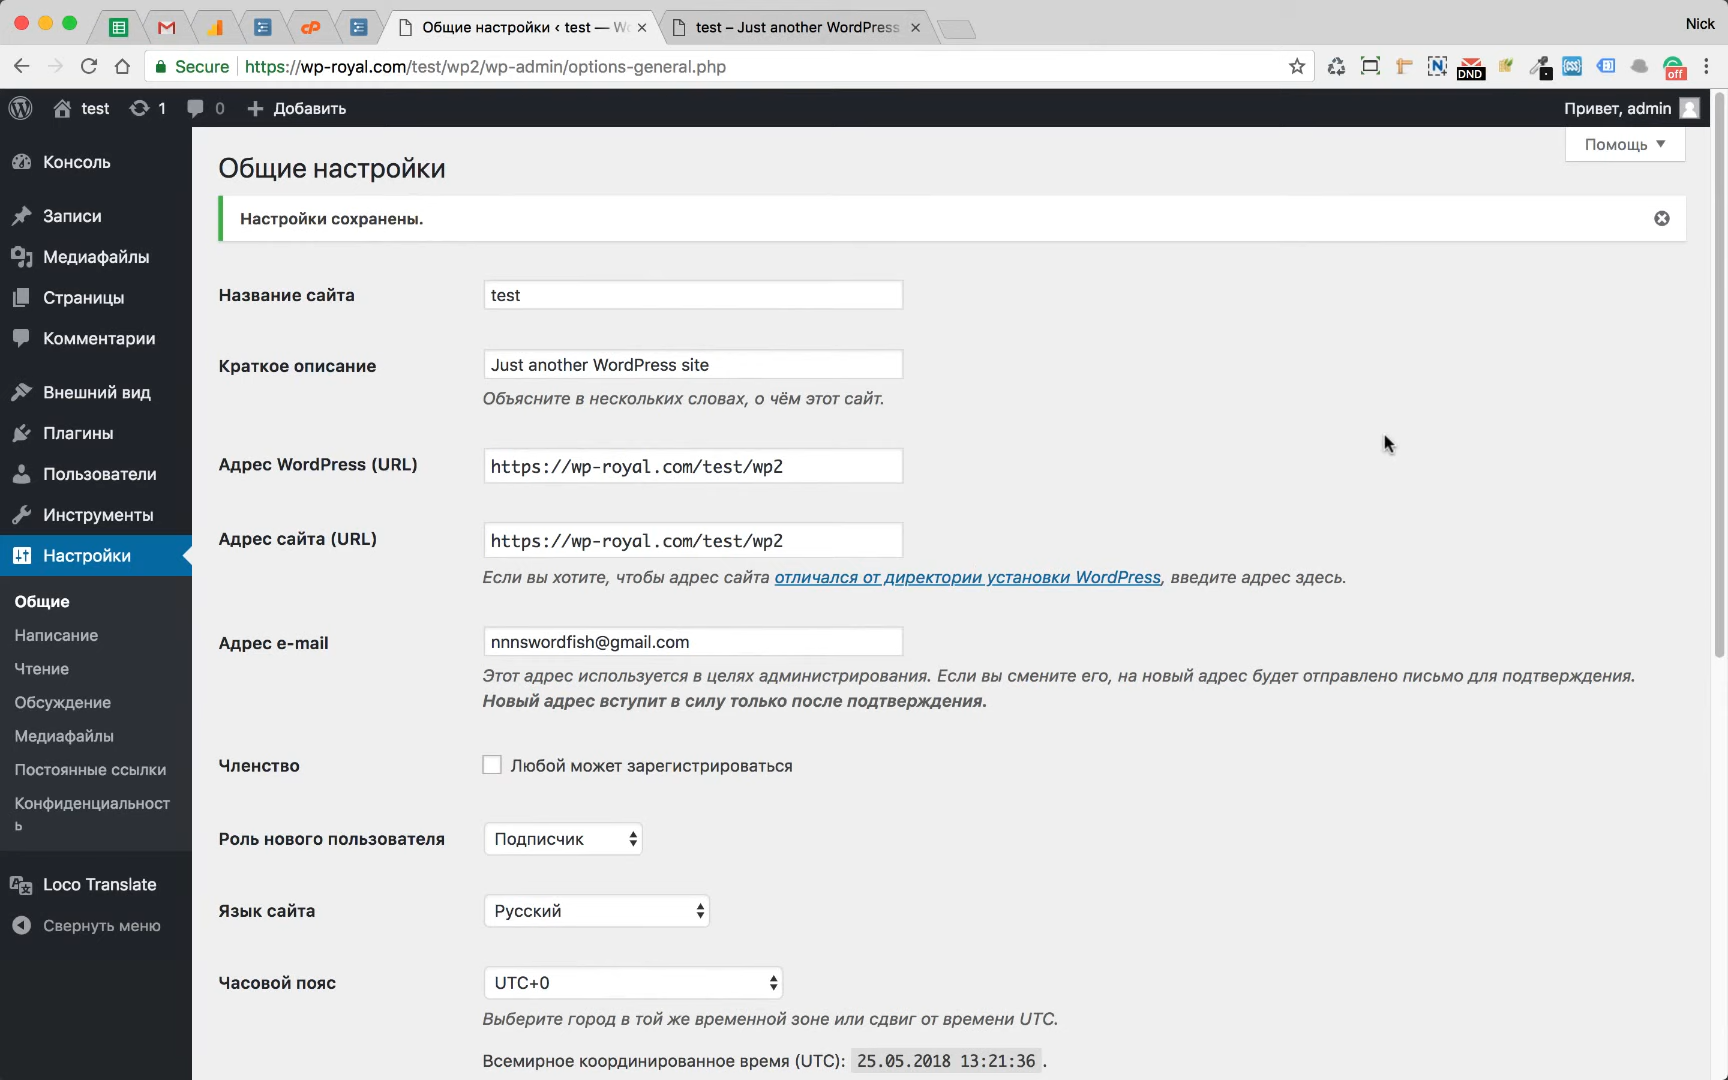 Общие настройки ‹ test — Wo
test – Just another WordPress
Nick
Secure
https://wp-royal.com/test/wp2/wp-admin/options-general.php
DND
off
test
1
0
Добавить
Привет, admin
Консоль
Записи
Медиафайлы
Страницы
Комментарии
Внешний вид
Плагины
Пользователи
Инструменты
Настройки
Общие
Написание
Чтение
Обсуждение
Медиафайлы
Постоянные ссылки
Конфиденциальност
ь
Loco Translate
Свернуть меню
Помощь
Общие настройки
Настройки сохранены.
Название сайта
test
Краткое описание
Just another WordPress site
Объясните в нескольких словах, о чём этот сайт.
Адрес WordPress (URL)
https://wp-royal.com/test/wp2
Адрес сайта (URL)
https://wp-royal.com/test/wp2
Если вы хотите, чтобы адрес сайта отличался от директории установки WordPress, введите адрес здесь.
Адрес e-mail
nnnswordfish@gmail.com
Этот адрес используется в целях администрирования. Если вы смените его, на новый адрес будет отправлено письмо для подтверждения.
Новый адрес вступит в силу только после подтверждения.
Членство
Любой может зарегистрироваться
Роль нового пользователя
Подписчик
Язык сайта
Русский
Часовой пояс
UTC+0
Выберите город в той же временной зоне или сдвиг от времени UTC.
Всемирное координированное время (UTC): 25.05.2018 13:21:36 .